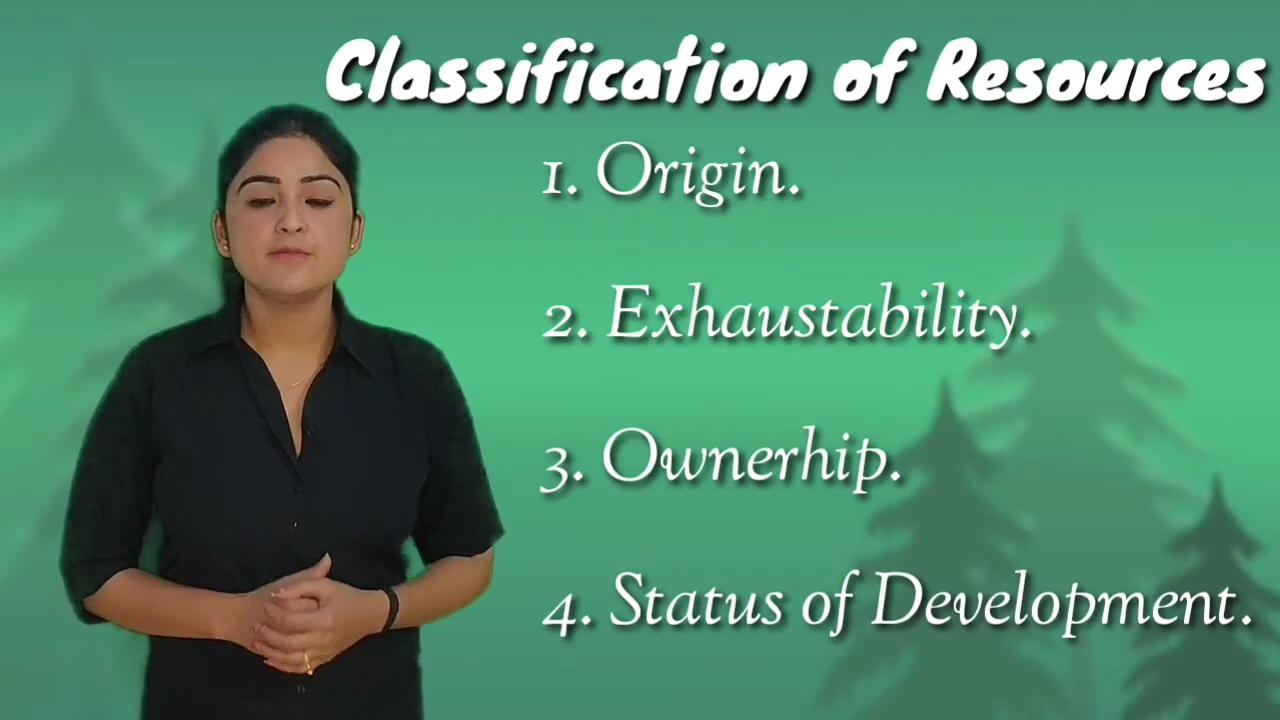 Classification of Resources
1. Origin.
2. Exhaustability.
3. Ownerhip.
4. Status of Development.